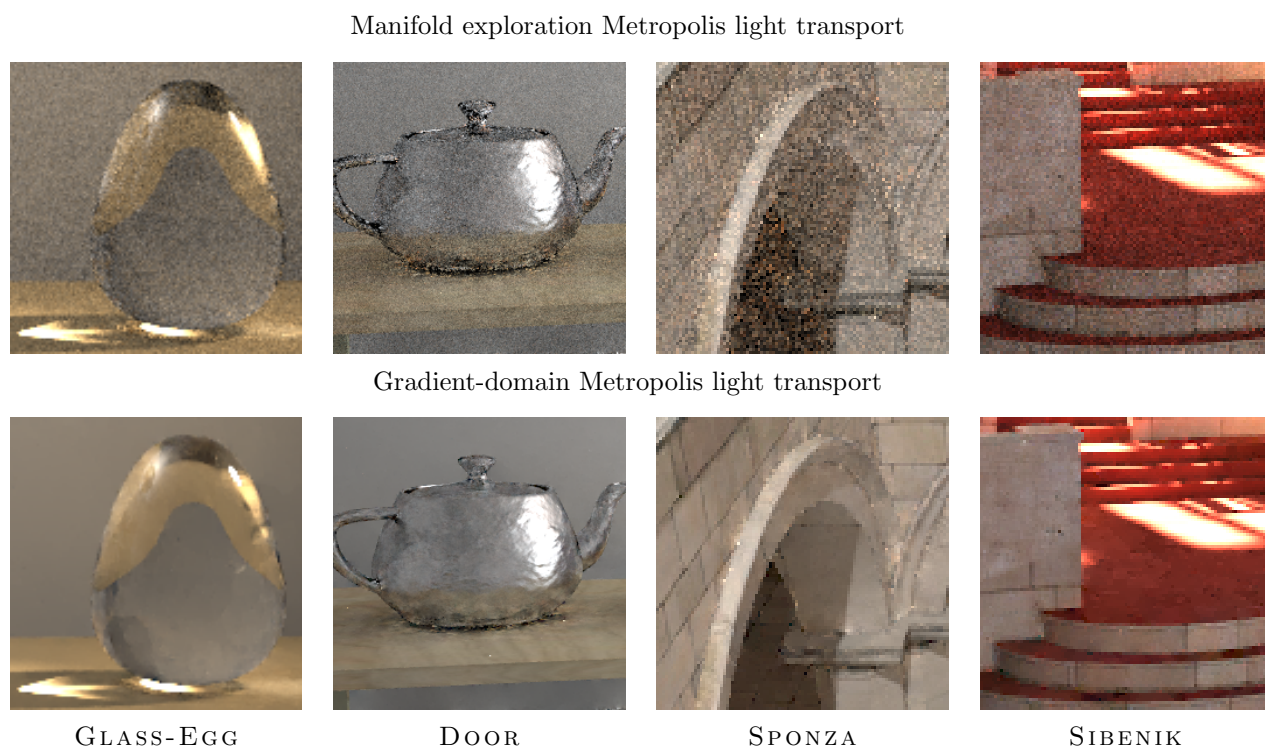 Manifold exploration Metropolis light transport
Gradient-domain Metropolis light transport
GLASS-EGG DOOR SPONZA SIBENIK